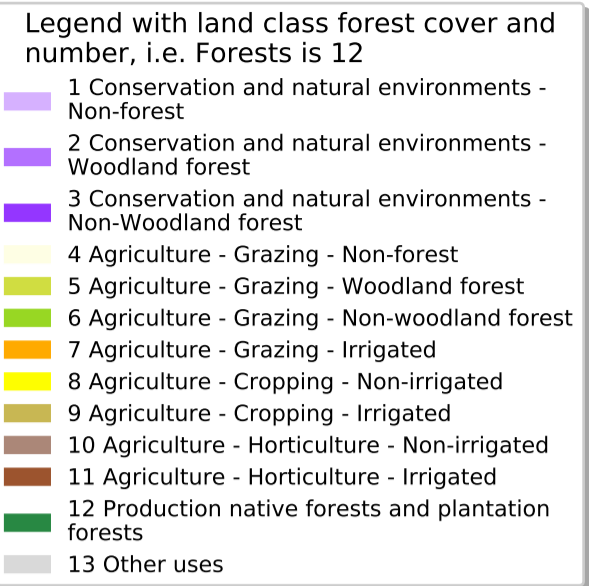 Legend with land class forest cover and
number, i.e. Forests is 12
1 Conservation and natural environments -
Non-forest
2 Conservation and natural environments -
Woodland forest
3 Conservation and natural environments -
Non-Woodland forest
4 Agriculture - Grazing - Non-forest
5 Agriculture - Grazing - Woodland forest
6 Agriculture - Grazing - Non-woodland forest
7 Agriculture - Grazing - Irrigated
8 Agriculture - Cropping - Non-irrigated
9 Agriculture - Cropping - Irrigated
10 Agriculture - Horticulture - Non-irrigated
11 Agriculture - Horticulture - Irrigated
12 Production native forests and plantation
forests
13 Other uses